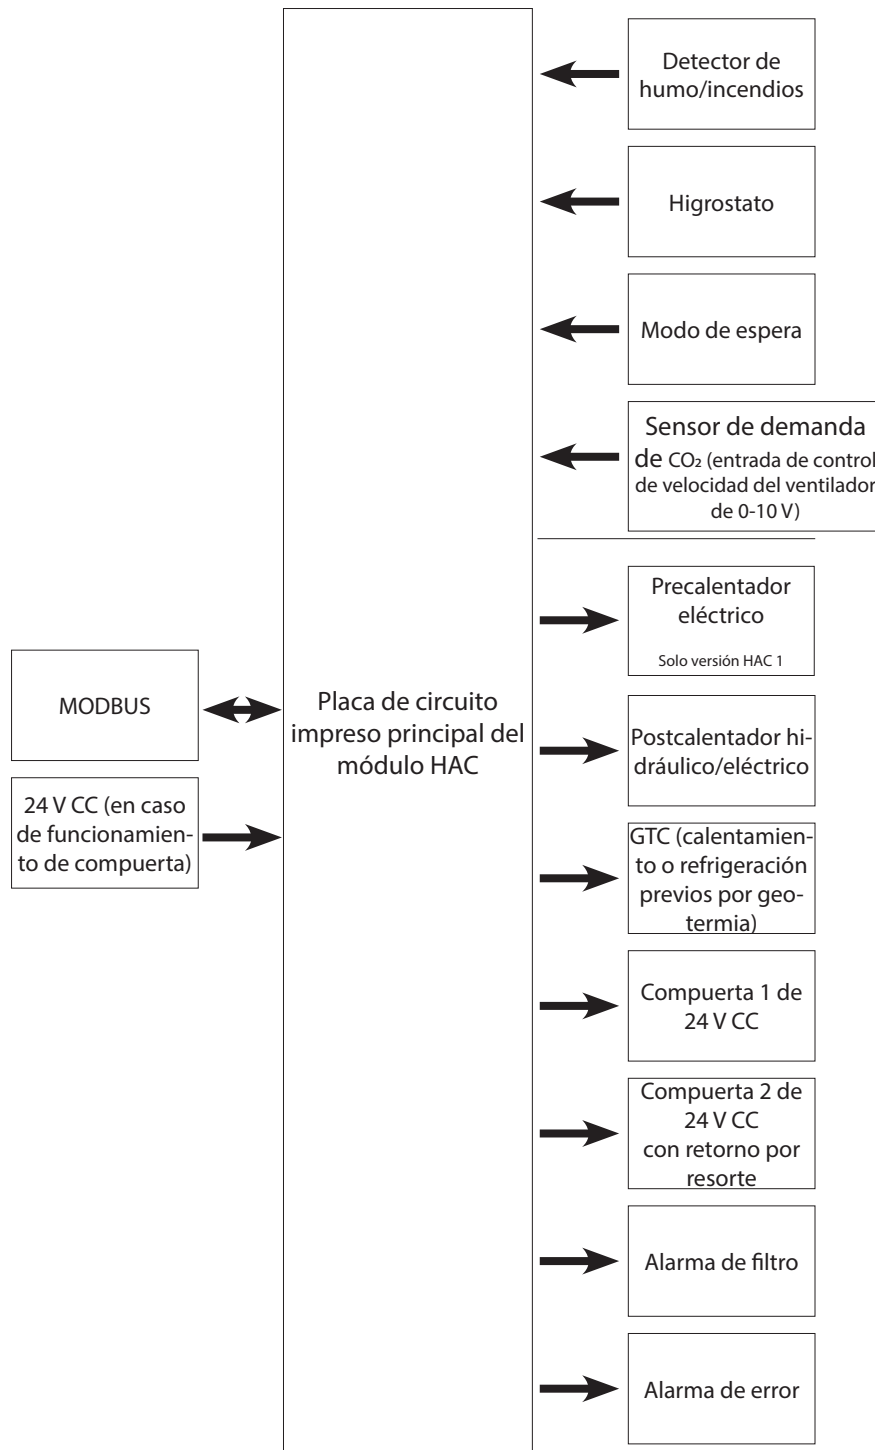 Detector de
humo/incendios
Higrostato
Modo de espera
Sensor de demanda
de CO₂ (entrada de control
de velocidad del ventilador
de 0-10 V)
Precalentador
eléctrico
Solo versión HAC 1
MODBUS
Placa de circuito
impreso principal del
módulo HAC
Postcalentador hi-
dráulico/eléctrico
24 V CC (en caso
de funcionamien-
to de compuerta)
GTC (calentamien-
to o refrigeración
previos por geo-
termia)
Compuerta 1 de
24 V CC
Compuerta 2 de
24 V CC
con retorno por
resorte
Alarma de filtro
Alarma de error